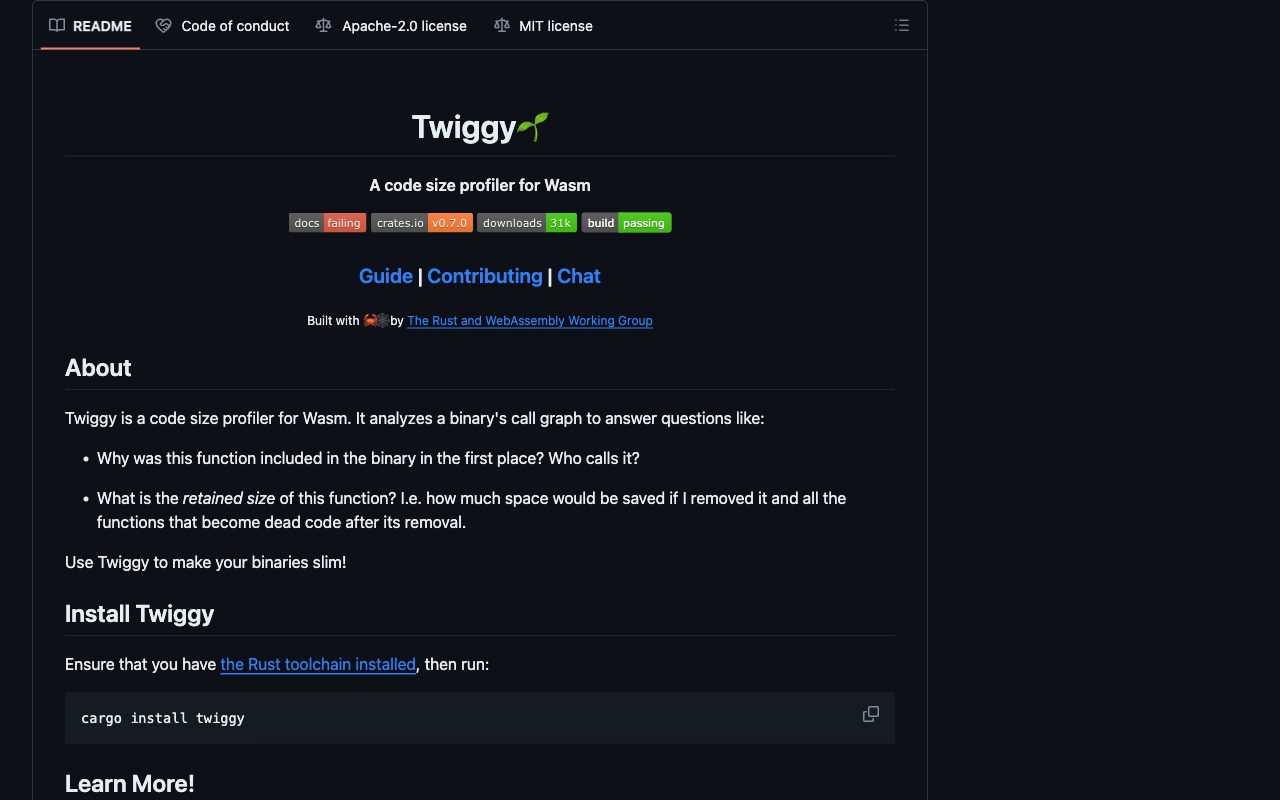 README Code of conduct Apache-2.0 license MIT license
Twiggy🌱
A code size profiler for Wasm
docs failing crates.io v0.7.0 downloads 31k build passing
Guide | Contributing | Chat
Built with 🦀🕸 by The Rust and WebAssembly Working Group
About
Twiggy is a code size profiler for Wasm. It analyzes a binary's call graph to answer questions like:
• Why was this function included in the binary in the first place? Who calls it?
• What is the retained size of this function? I.e. how much space would be saved if I removed it and all the
functions that become dead code after its removal.
Use Twiggy to make your binaries slim!
Install Twiggy
Ensure that you have the Rust toolchain installed, then run:
cargo install twiggy
Learn More!